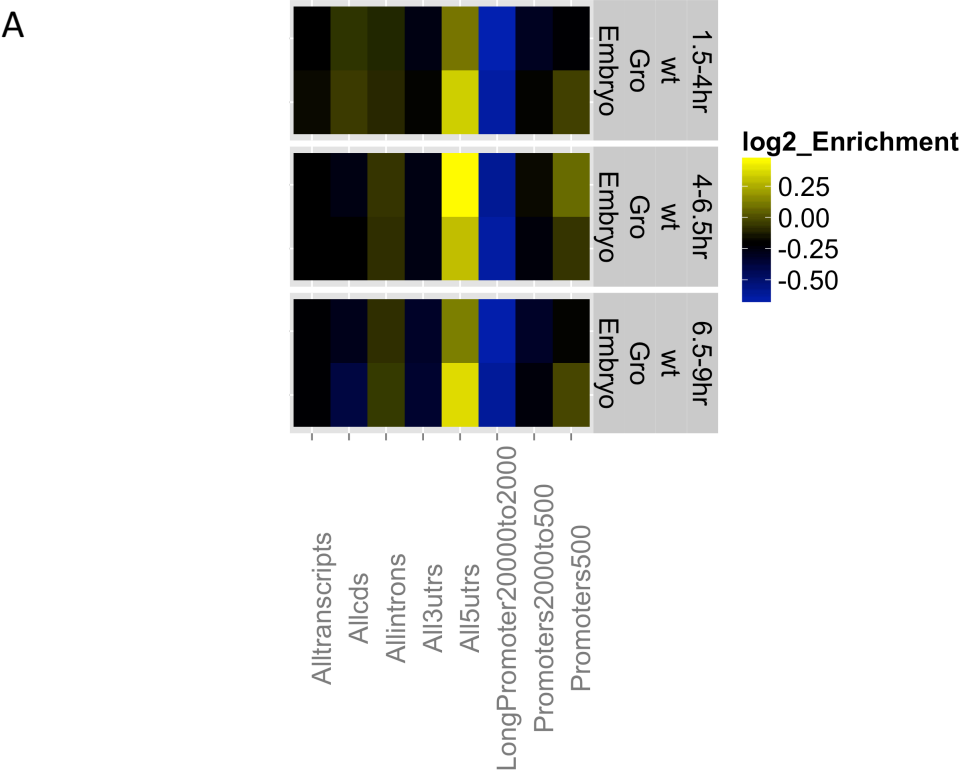 A
1.5-4hr
wt
Gro
Embryo
4-6.5hr
wt
Gro
Embryo
6.5-9hr
wt
Gro
Embryo
log2_Enrichment
0.25
0.00
-0.25
-0.50
Alltranscripts
Allcds
Allintrons
All3utrs
All5utrs
LongPromoter20000to2000
Promoters2000to500
Promoters500